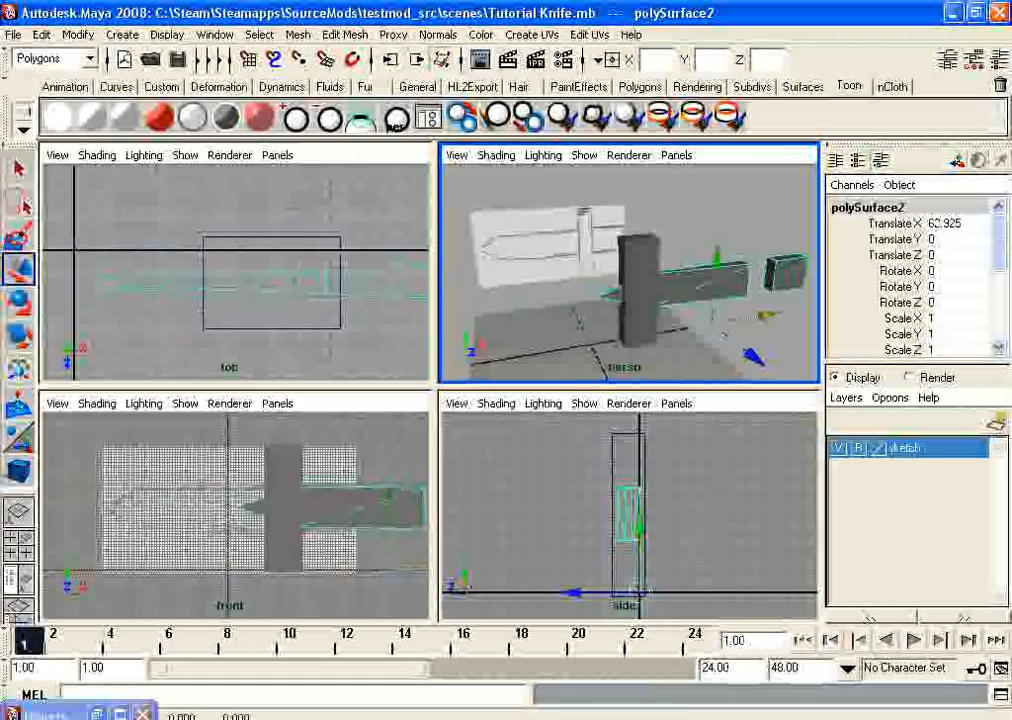 Autodesk Maya 2008: C:\Steam\Steamapps\SourceMods\testmod_src\scenes\Tutorial Knife.mb --- polySurface2
File Edit Modify Create Display Window Select Mesh Edit Mesh Proxy Normals Color Create UVs Edit UVs Help
Polygons X: Y: Z:
Animation Curves Custom Deformation Dynamics Fluids Fur General HL2Export Hair PaintEffects Polygons Rendering Subdivs Surfaces Toon nCloth
View Shading Lighting Show Renderer Panels
View Shading Lighting Show Renderer Panels
Channels Object
polySurface2
Translate X 62.925
Translate Y 0
Translate Z 0
Rotate X 0
Rotate Y 0
Rotate Z 0
Scale X 1
Scale Y 1
Scale Z 1
top
persp
Display Render
Layers Options Help
View Shading Lighting Show Renderer Panels
View Shading Lighting Show Renderer Panels
V R sketch
front
side
1 2 4 6 8 10 12 14 16 18 20 22 24 1.00
1.00 1.00 24.00 48.00 No Character Set
MEL
0.000 0.000